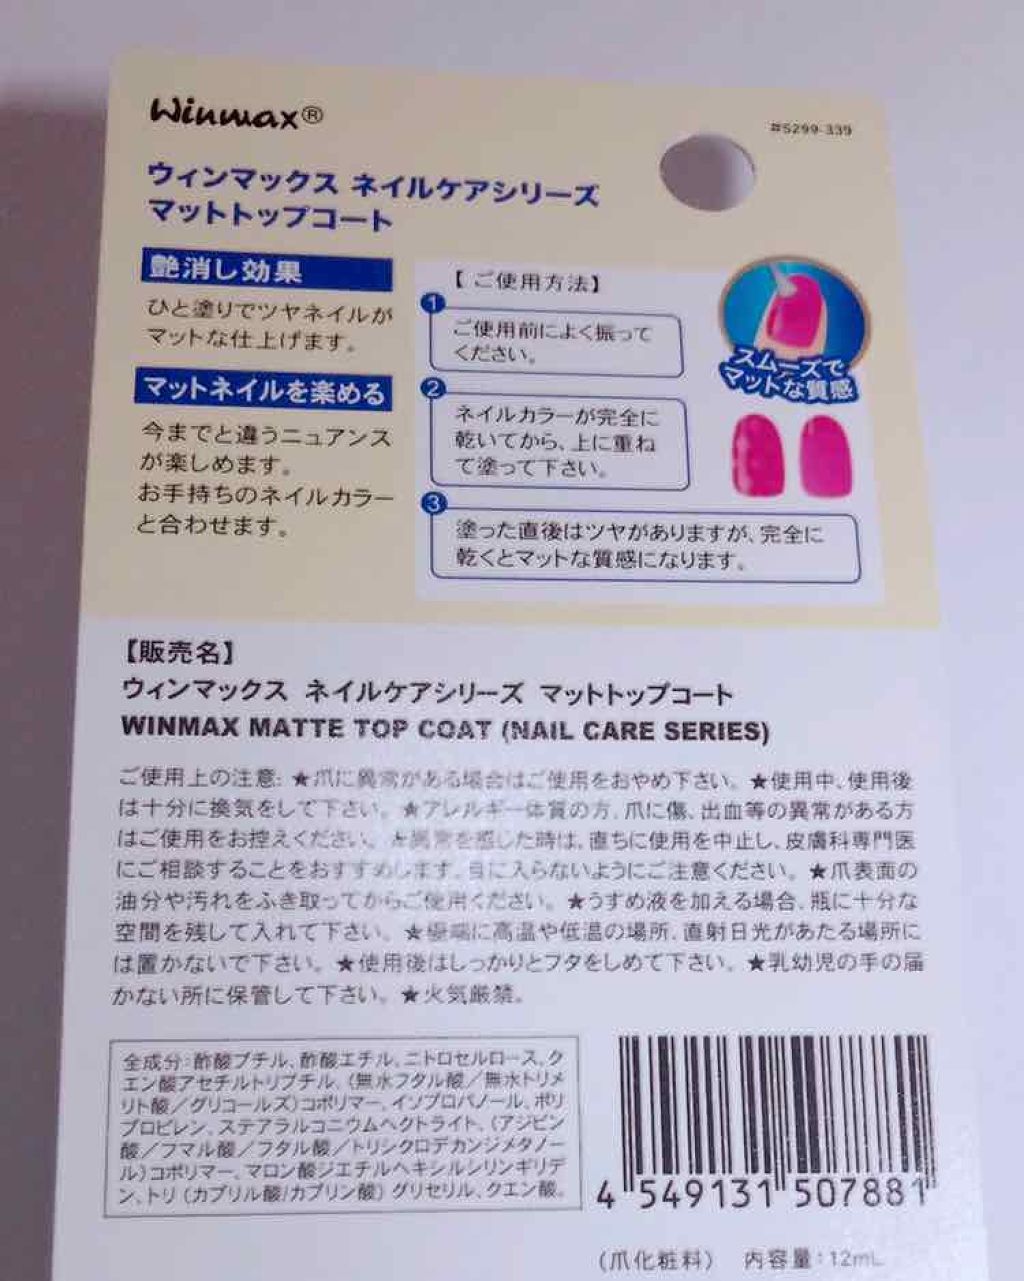 Winmax®
#S299-339
ウィンマックス ネイルケアシリーズ
マットトップコート
艶消し効果
ひと塗りでツヤネイルが
マットな仕上げます。
マットネイルを楽める
今までと違うニュアンス
が楽しめます。
お手持ちのネイルカラー
と合わせます。
【ご使用方法】
1
ご使用前によく振って
ください。
2
ネイルカラーが完全に
乾いてから、上に重ね
て塗って下さい。
3
塗った直後はツヤがありますが、完全に
乾くとマットな質感になります。
スムーズで
マットな質感
【販売名】
ウィンマックス ネイルケアシリーズ マットトップコート
WINMAX MATTE TOP COAT (NAIL CARE SERIES)
ご使用上の注意: ★爪に異常がある場合はご使用をおやめ下さい。★使用中、使用後
は十分に換気をして下さい。★アレルギー体質の方、爪に傷、出血等の異常がある方
はご使用をお控えください。★異常を感じた時は、直ちに使用を中止し、皮膚科専門医
にご相談することをおすすめします。目に入らないようにご注意ください。★爪表面の
油分や汚れをふき取ってからご使用ください。★うすめ液を加える場合、瓶に十分な
空間を残して入れて下さい。★極端に高温や低温の場所、直射日光があたる場所に
は置かないで下さい。★使用後はしっかりとフタをしめて下さい。★乳幼児の手の届
かない所に保管して下さい。★火気厳禁。
全成分:酢酸ブチル、酢酸エチル、ニトロセルロース、ク
エン酸アセチルトリブチル、(無水フタル酸/無水トリメ
リト酸/グリコールズ)コポリマー、イソプロパノール、ポリ
プロピレン、ステアラルコニウムヘクトライト、(アジピン
酸/フマル酸/フタル酸/トリシクロデカンジメタノー
ル)コポリマー、マロン酸ジエチルヘキシルシリンギリデ
ン、トリ(カプリル酸/カプリン酸)グリセリル、クエン酸。
4 549131 507881
(爪化粧料) 内容量:12mL